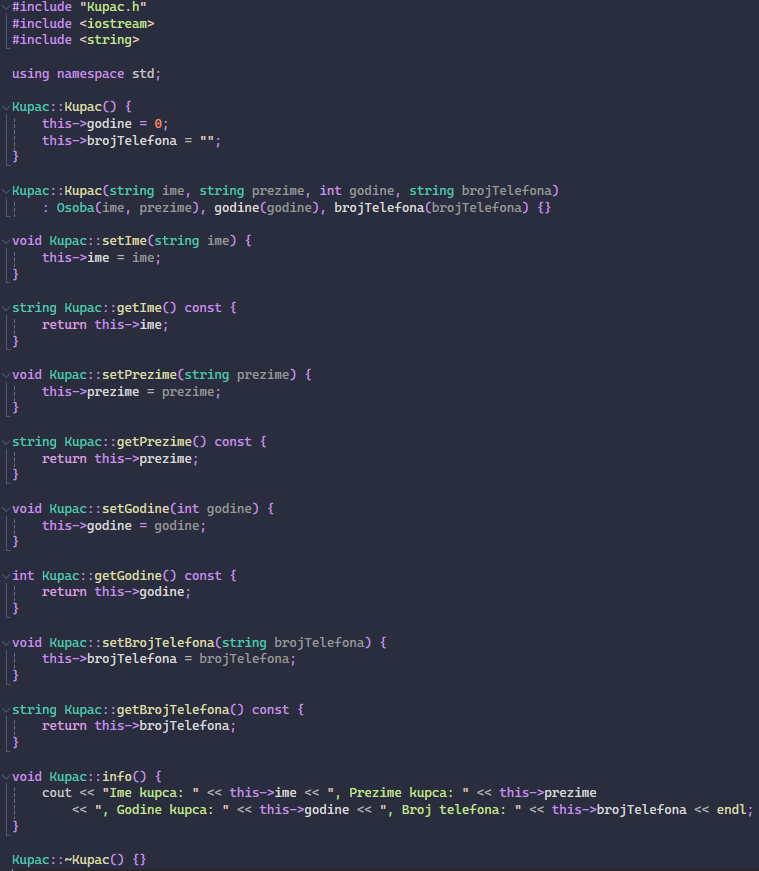 #include "Kupac.h"
#include <iostream>
#include <string>
using namespace std;
Kupac::Kupac() {
    this->godine = 0;
    this->brojTelefona = "";
}
Kupac::Kupac(string ime, string prezime, int godine, string brojTelefona)
    : Osoba(ime, prezime), godine(godine), brojTelefona(brojTelefona) {}
void Kupac::setIme(string ime) {
    this->ime = ime;
}
string Kupac::getIme() const {
    return this->ime;
}
void Kupac::setPrezime(string prezime) {
    this->prezime = prezime;
}
string Kupac::getPrezime() const {
    return this->prezime;
}
void Kupac::setGodine(int godine) {
    this->godine = godine;
}
int Kupac::getGodine() const {
    return this->godine;
}
void Kupac::setBrojTelefona(string brojTelefona) {
    this->brojTelefona = brojTelefona;
}
string Kupac::getBrojTelefona() const {
    return this->brojTelefona;
}
void Kupac::info() {
    cout << "Ime kupca: " << this->ime << ", Prezime kupca: " << this->prezime
        << ", Godine kupca: " << this->godine << ", Broj telefona: " << this->brojTelefona << endl;
}
Kupac::~Kupac() {}